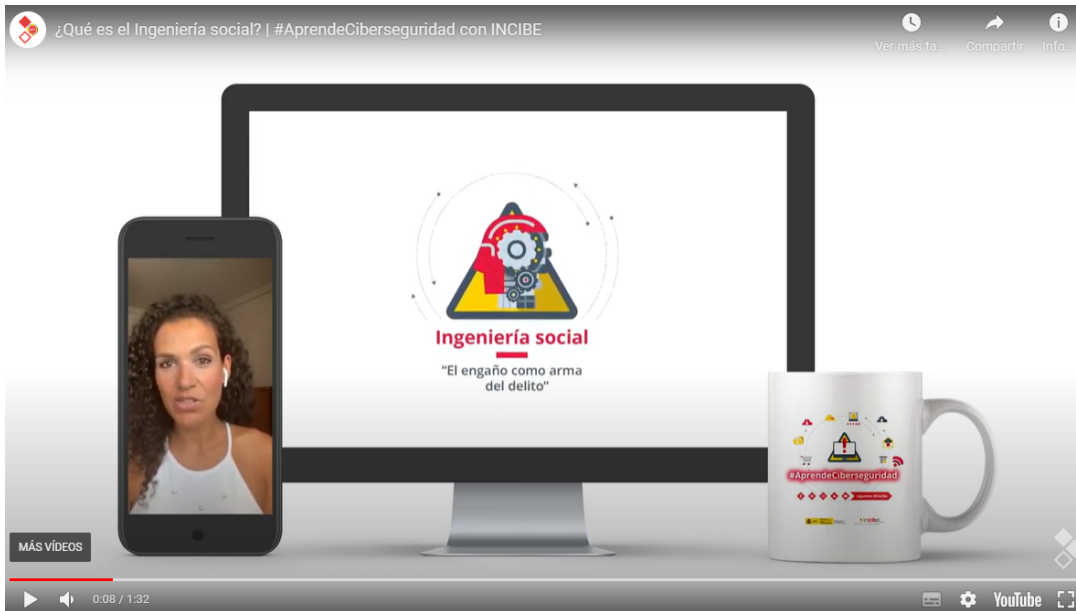 ¿Qué es el Ingeniería social? | #AprendeCiberseguridad con INCIBE
Ver más ta...
Compartir
Info...
Ingeniería social
“El engaño como arma
del delito”
#AprendeCiberseguridad
MÁS VÍDEOS
0:08 / 1:32
YouTube